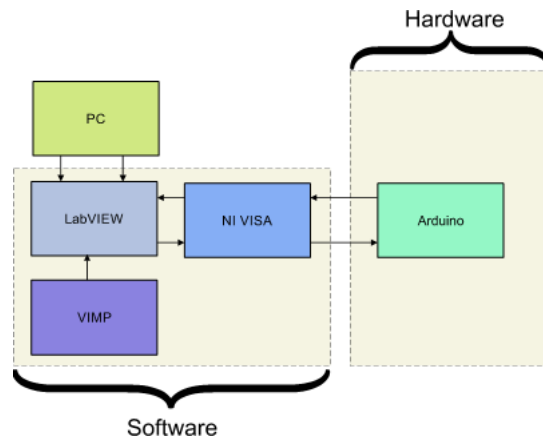 Hardware
PC
LabVIEW
NI VISA
Arduino
VIMP
Software